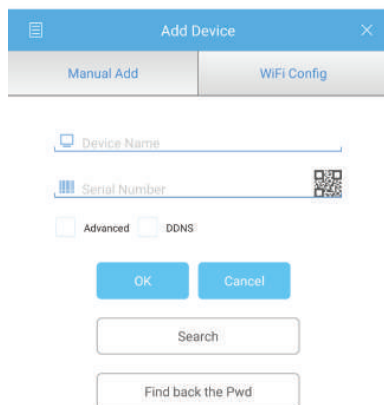 Add Device
Manual Add WiFi Config
Device Name
Serial Number
Advanced DDNS
OK Cancel
Search
Find back the Pwd